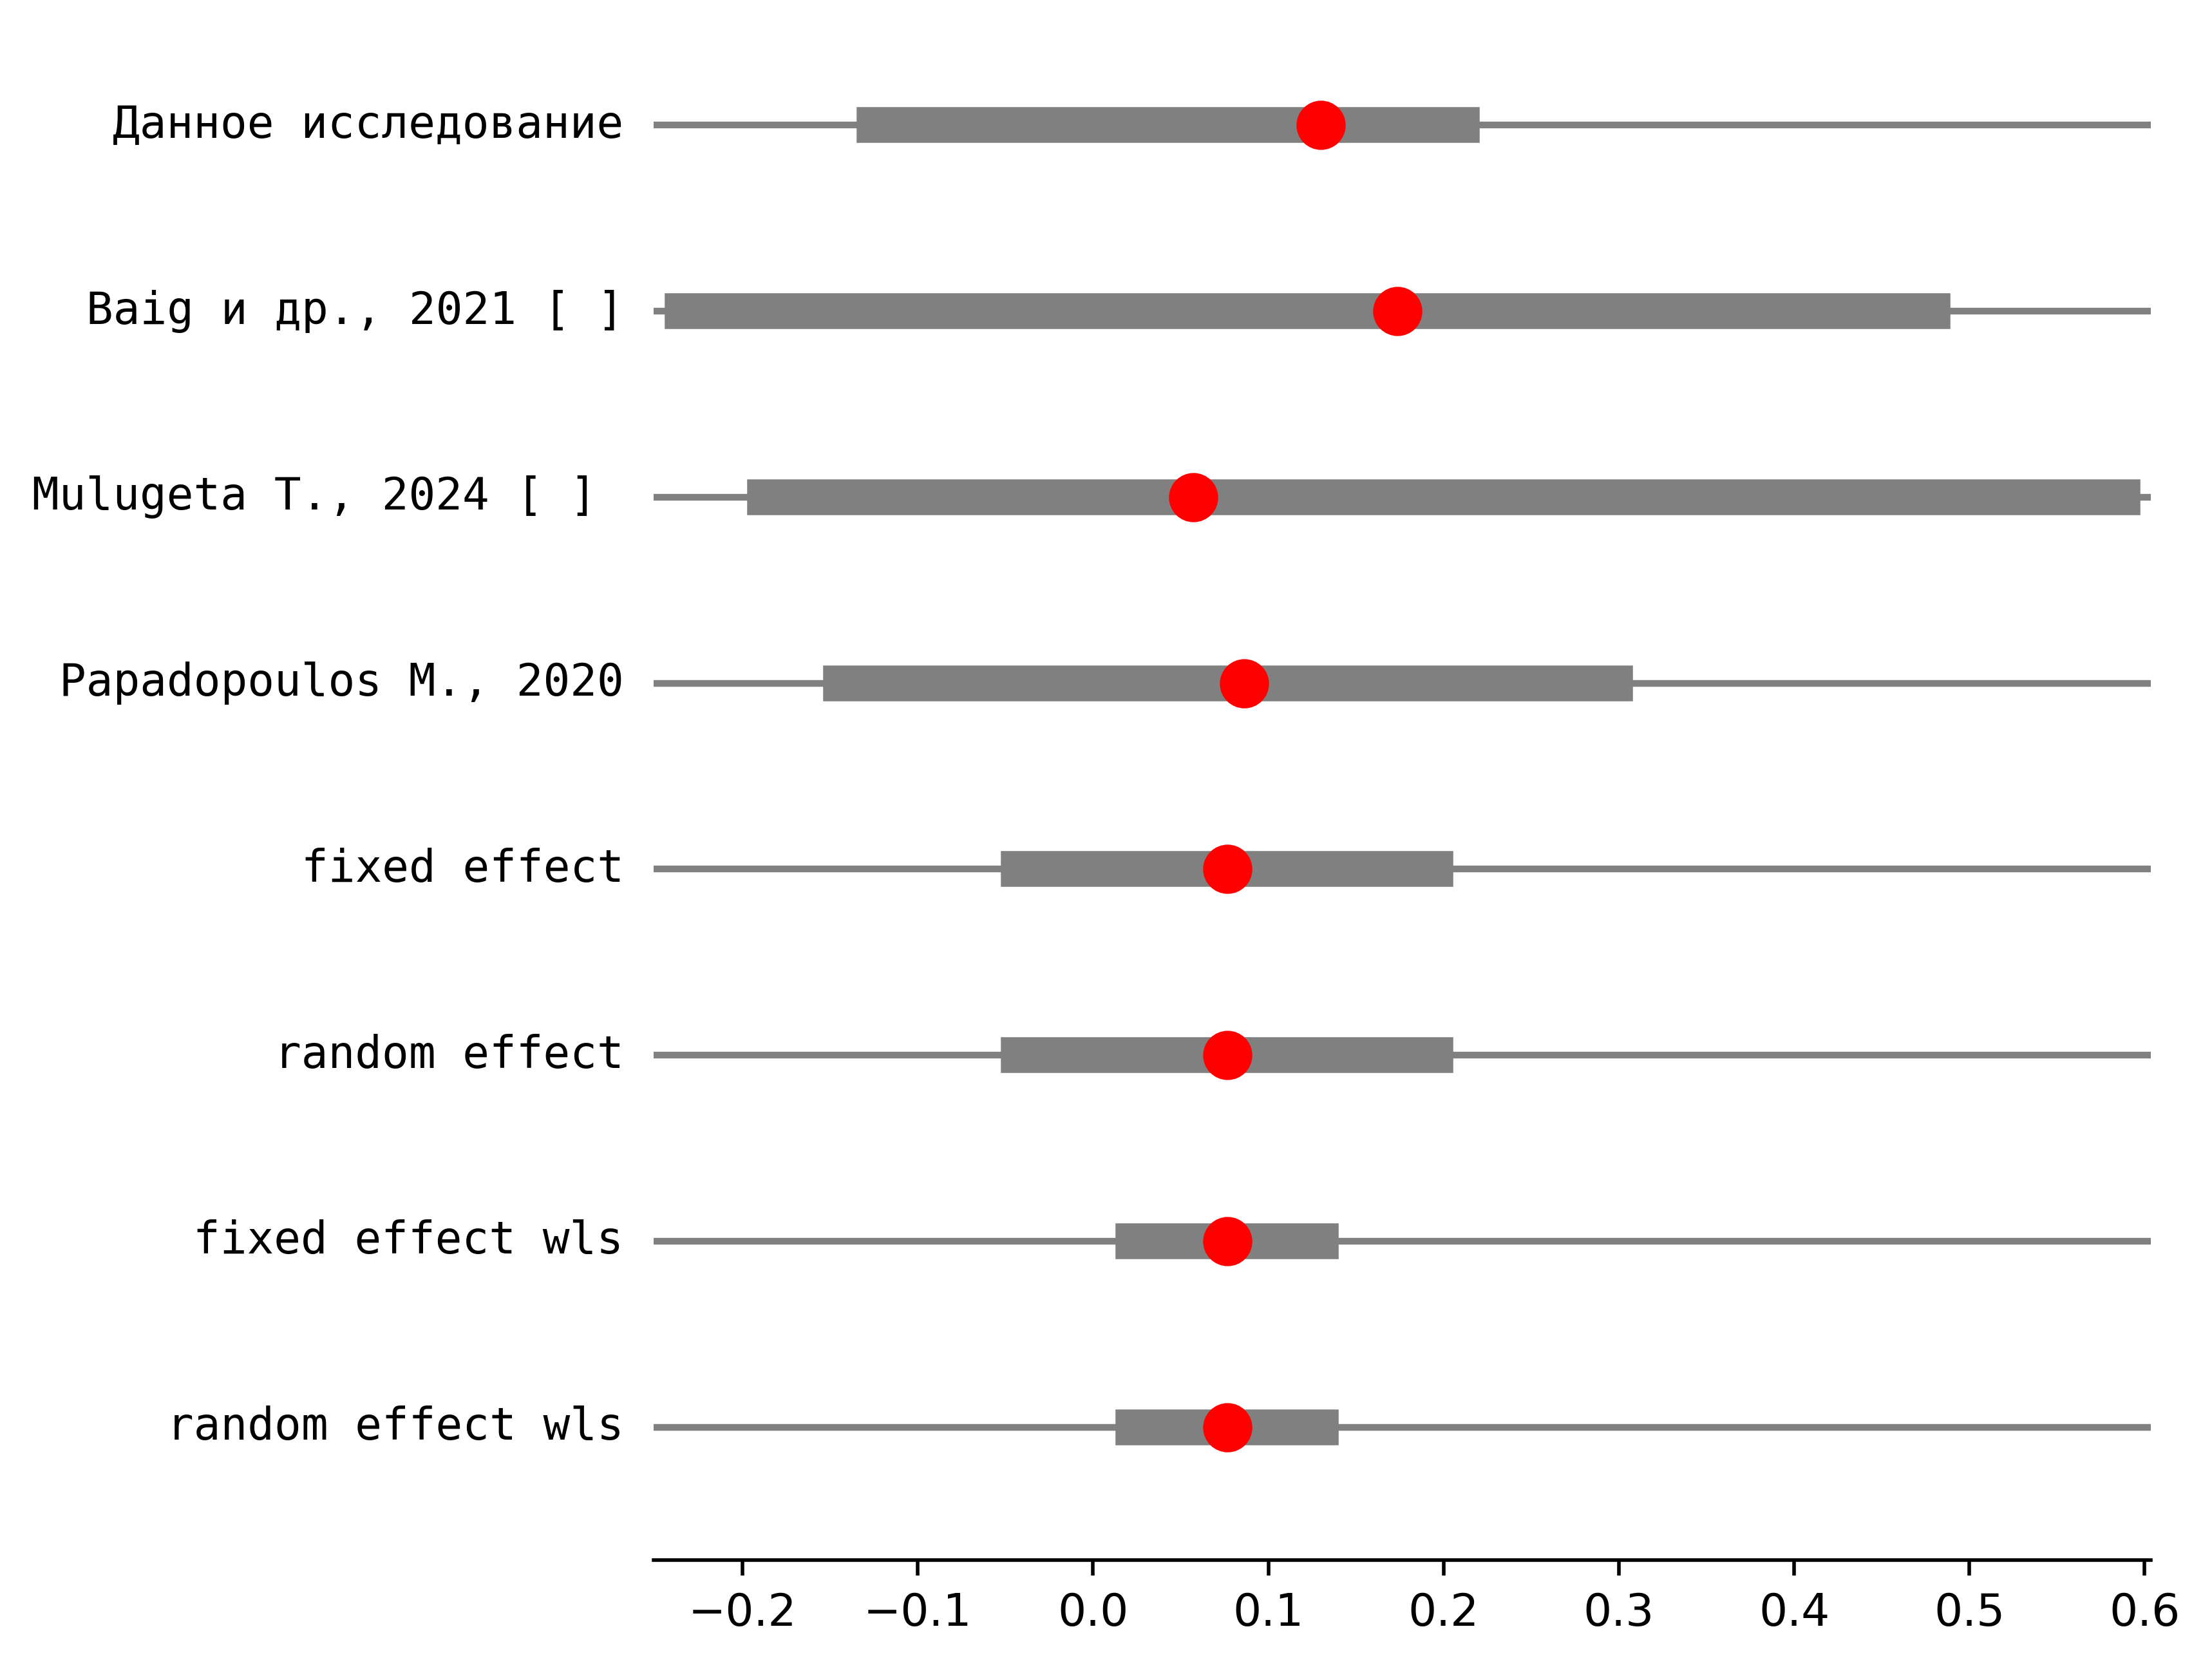 Данное исследование
Baig и др., 2021 [ ]
Mulugeta T., 2024 [ ]
Papadopoulos M., 2020
fixed effect
random effect
fixed effect wls
random effect wls
−0.2 −0.1 0.0 0.1 0.2 0.3 0.4 0.5 0.6